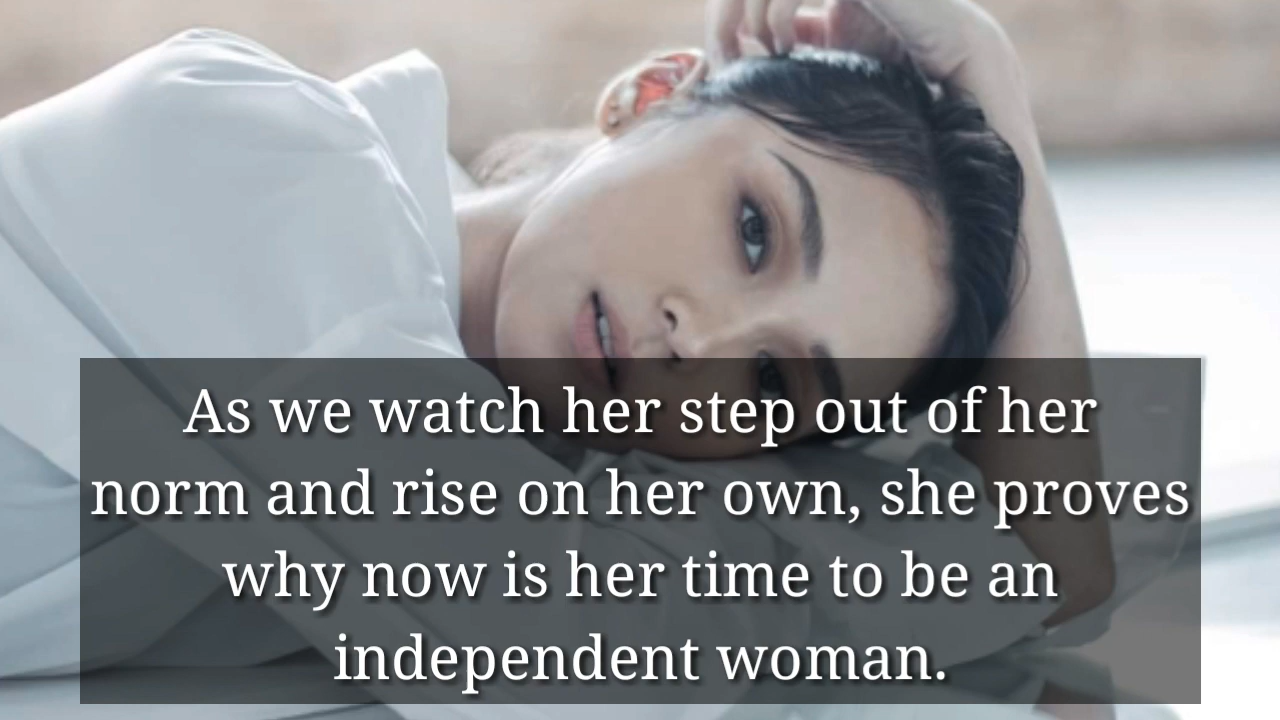 As we watch her step out of her
norm and rise on her own, she proves
why now is her time to be an
independent woman.